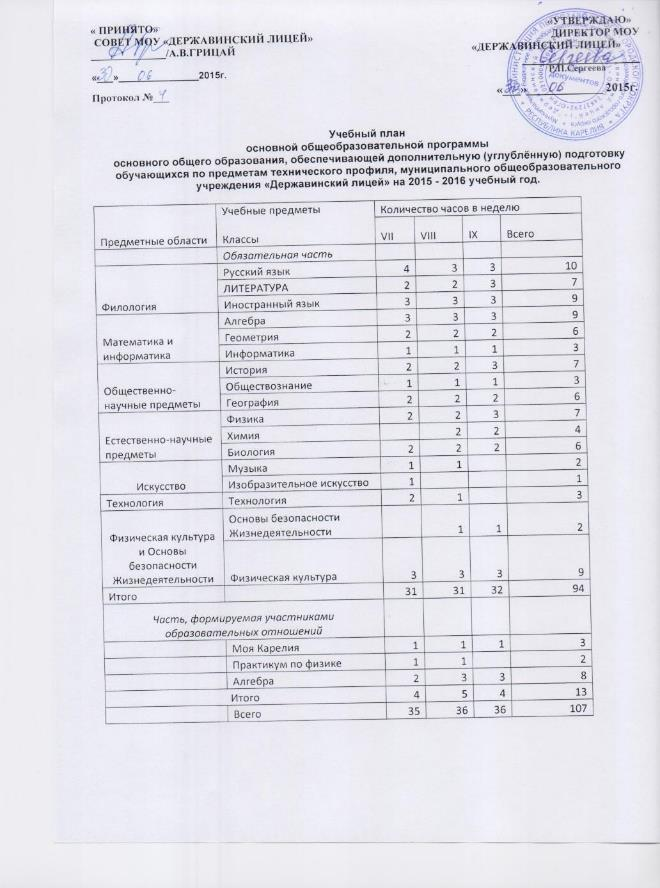 « ПРИНЯТО»
СОВЕТ МОУ «ДЕРЖАВИНСКИЙ ЛИЦЕЙ»
/А.В.ГРИЦАЙ
«30» 06 2015г.
Протокол № 4
«УТВЕРЖДАЮ»
ДИРЕКТОР МОУ
«ДЕРЖАВИНСКИЙ ЛИЦЕЙ»
Р.П.Сергеева
«30» 06 2015г.
документов
РЕСПУБЛИКА КАРЕЛИЯ
Учебный план
основной общеобразовательной программы
основного общего образования, обеспечивающей дополнительную (углублённую) подготовку
обучающихся по предметам технического профиля, муниципального общеобразовательного
учреждения «Державинский лицей» на 2015 - 2016 учебный год.
Предметные области Учебные предметы Количество часов в неделю
Классы VII VIII IX Всего
Обязательная часть
Филология Русский язык 4 3 3 10
ЛИТЕРАТУРА 2 2 3 7
Иностранный язык 3 3 3 9
Математика и информатика Алгебра 3 3 3 9
Геометрия 2 2 2 6
Информатика 1 1 1 3
Общественно-научные предметы История 2 2 3 7
Обществознание 1 1 1 3
География 2 2 2 6
Естественно-научные предметы Физика 2 2 3 7
Химия 2 2 4
Биология 2 2 2 6
Искусство Музыка 1 1 2
Изобразительное искусство 1 1
Технология Технология 2 1 3
Физическая культура и Основы безопасности Жизнедеятельности Основы безопасности Жизнедеятельности 1 1 2
Физическая культура 3 3 3 9
Итого 31 31 32 94
Часть, формируемая участниками
образовательных отношений
Моя Карелия 1 1 1 3
Практикум по физике 1 1 2
Алгебра 2 3 3 8
Итого 4 5 4 13
Всего 35 36 36 107